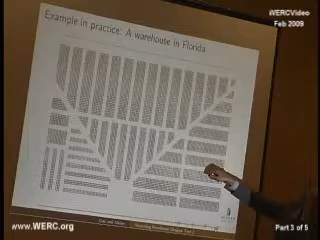 Example in practice: A warehouse in Florida
WERCVideo
Feb 2009
www.WERC.org
Part 3 of 5